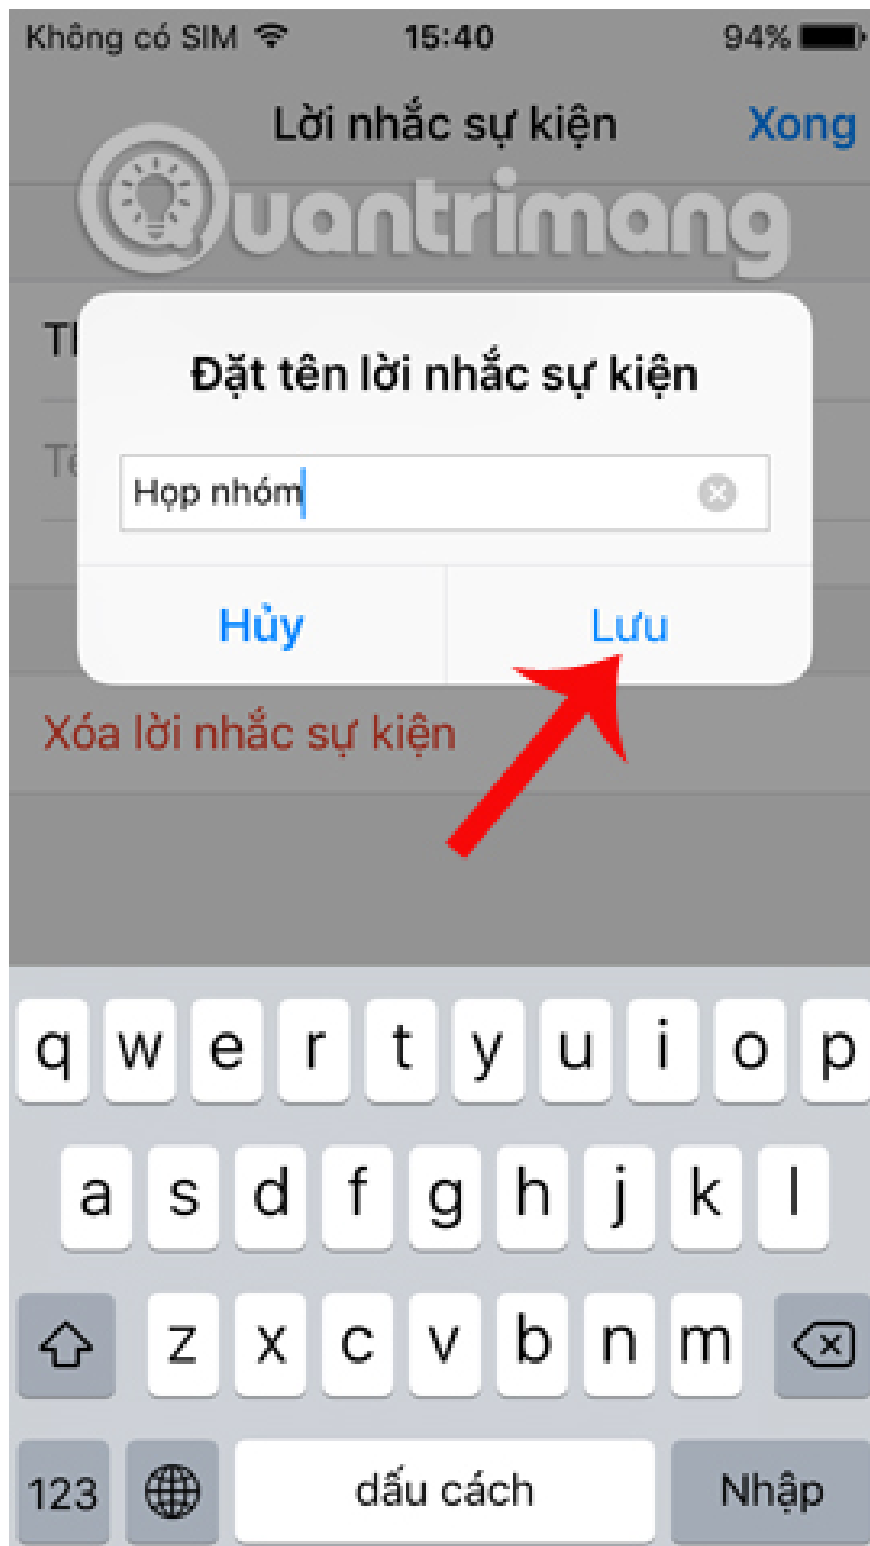 Không có SIM 15:40 94%
Lời nhắc sự kiện Xong
Quantrimang
Đặt tên lời nhắc sự kiện
Họp nhóm
Hủy Lưu
Xóa lời nhắc sự kiện
q w e r t y u i o p
a s d f g h j k l
z x c v b n m
123 dấu cách Nhập